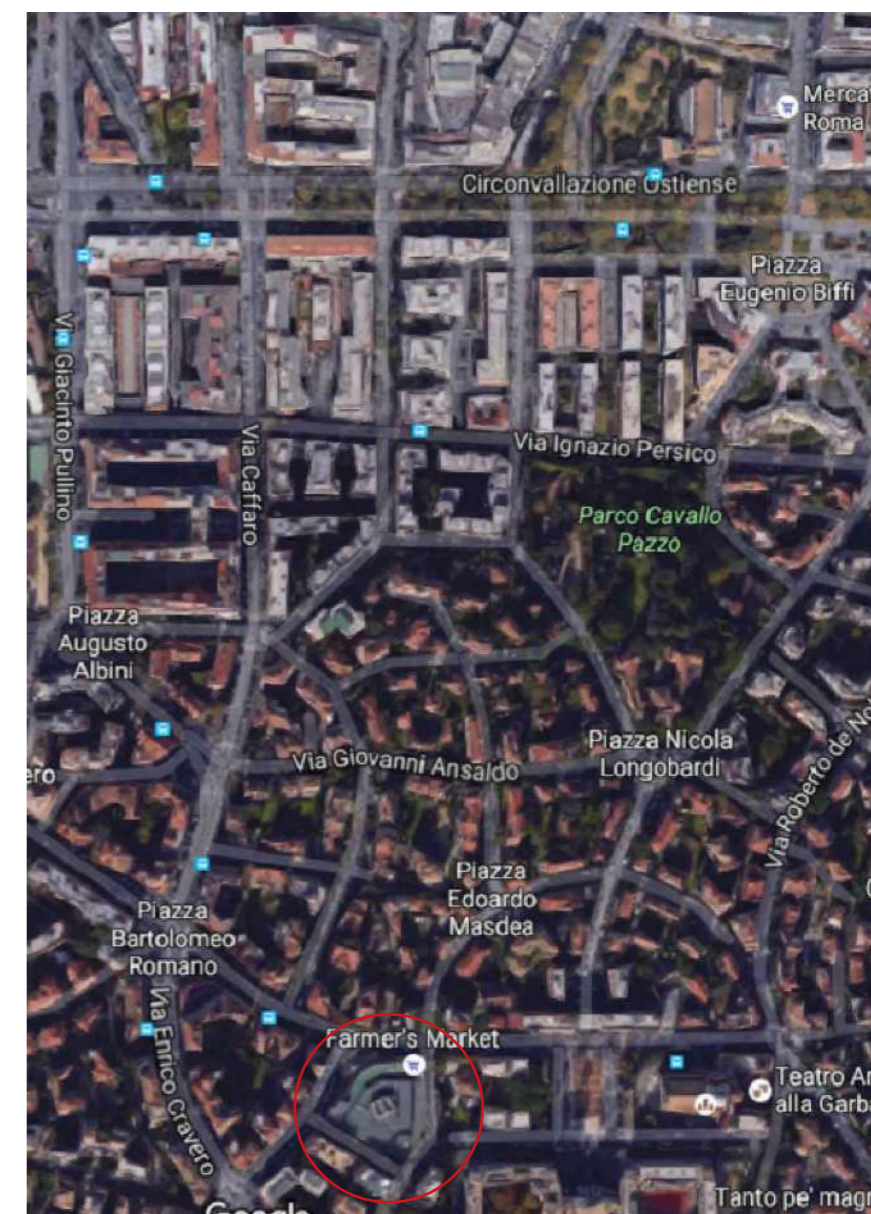 Merca
Roma
Circonvallazione Ostiense
Piazza
Eugenio Biffi
Via Giacinto Pullino
Via Caffaro
Via Ignazio Persico
Parco Cavallo
Pazzo
Piazza
Augusto
Albini
Via Giovanni Ansaldo
Piazza Nicola
Longobardi
ero
Via Roberto de No
Piazza
Edoardo
Masdea
Piazza
Bartolomeo
Romano
Via Enrico Cravero
Farmer's Market
Teatro Ar
alla Garba
Tanto pe' magn
Google